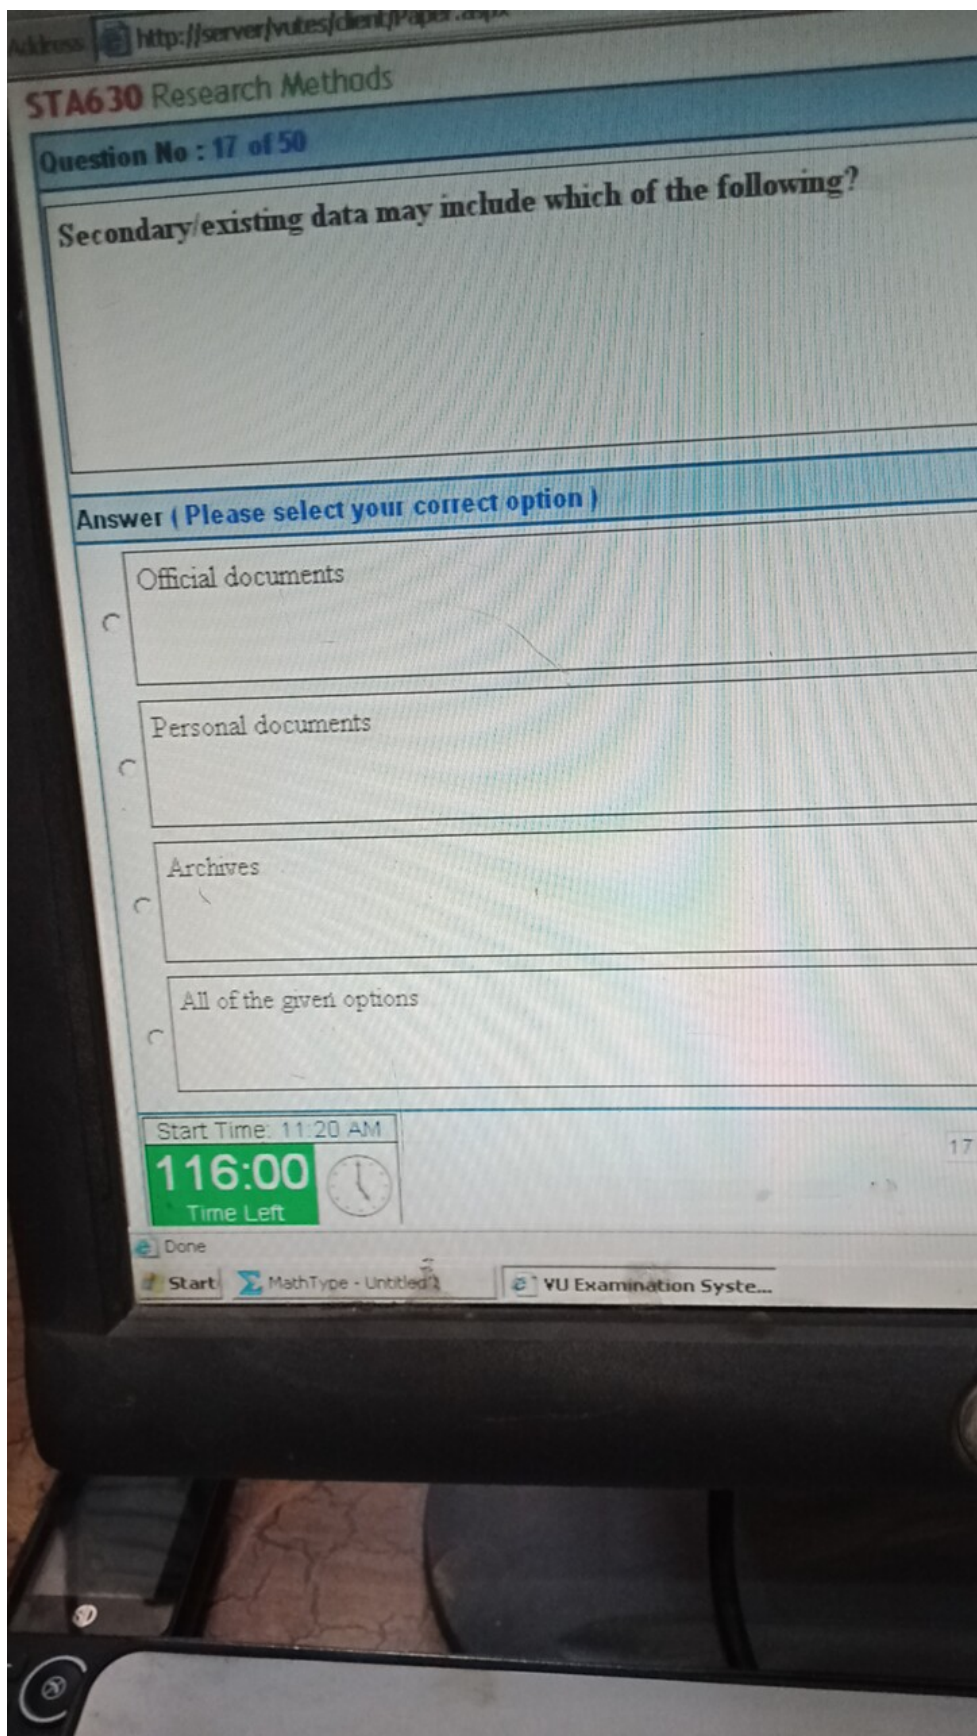 Address http://server/vutes/client/Paper.aspx
STA630 Research Methods
Question No : 17 of 50
Secondary/existing data may include which of the following?
Answer ( Please select your correct option )
Official documents
Personal documents
Archives
All of the given options
Start Time: 11:20 AM
17
116:00
Time Left
Done
Start MathType - Untitled VU Examination Syste...